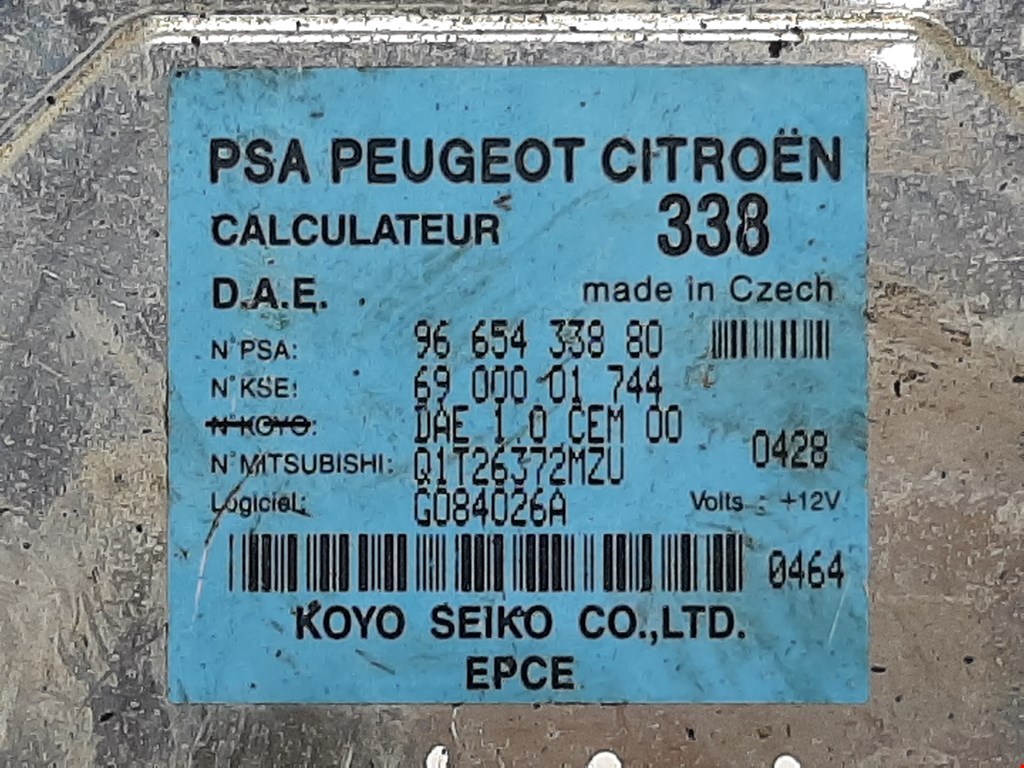 PSA PEUGEOT CITROËN
CALCULATEUR 338
D.A.E. made in Czech
N°PSA: 96 654 338 80
N°KSE: 69 000 01 744
N°KOYO: DAE 1.0 CEM 00
N°MITSUBISHI: Q1T26372MZU 0428
Logiciel: G084026A Volts : +12V
0464
KOYO SEIKO CO.,LTD.
EPCE